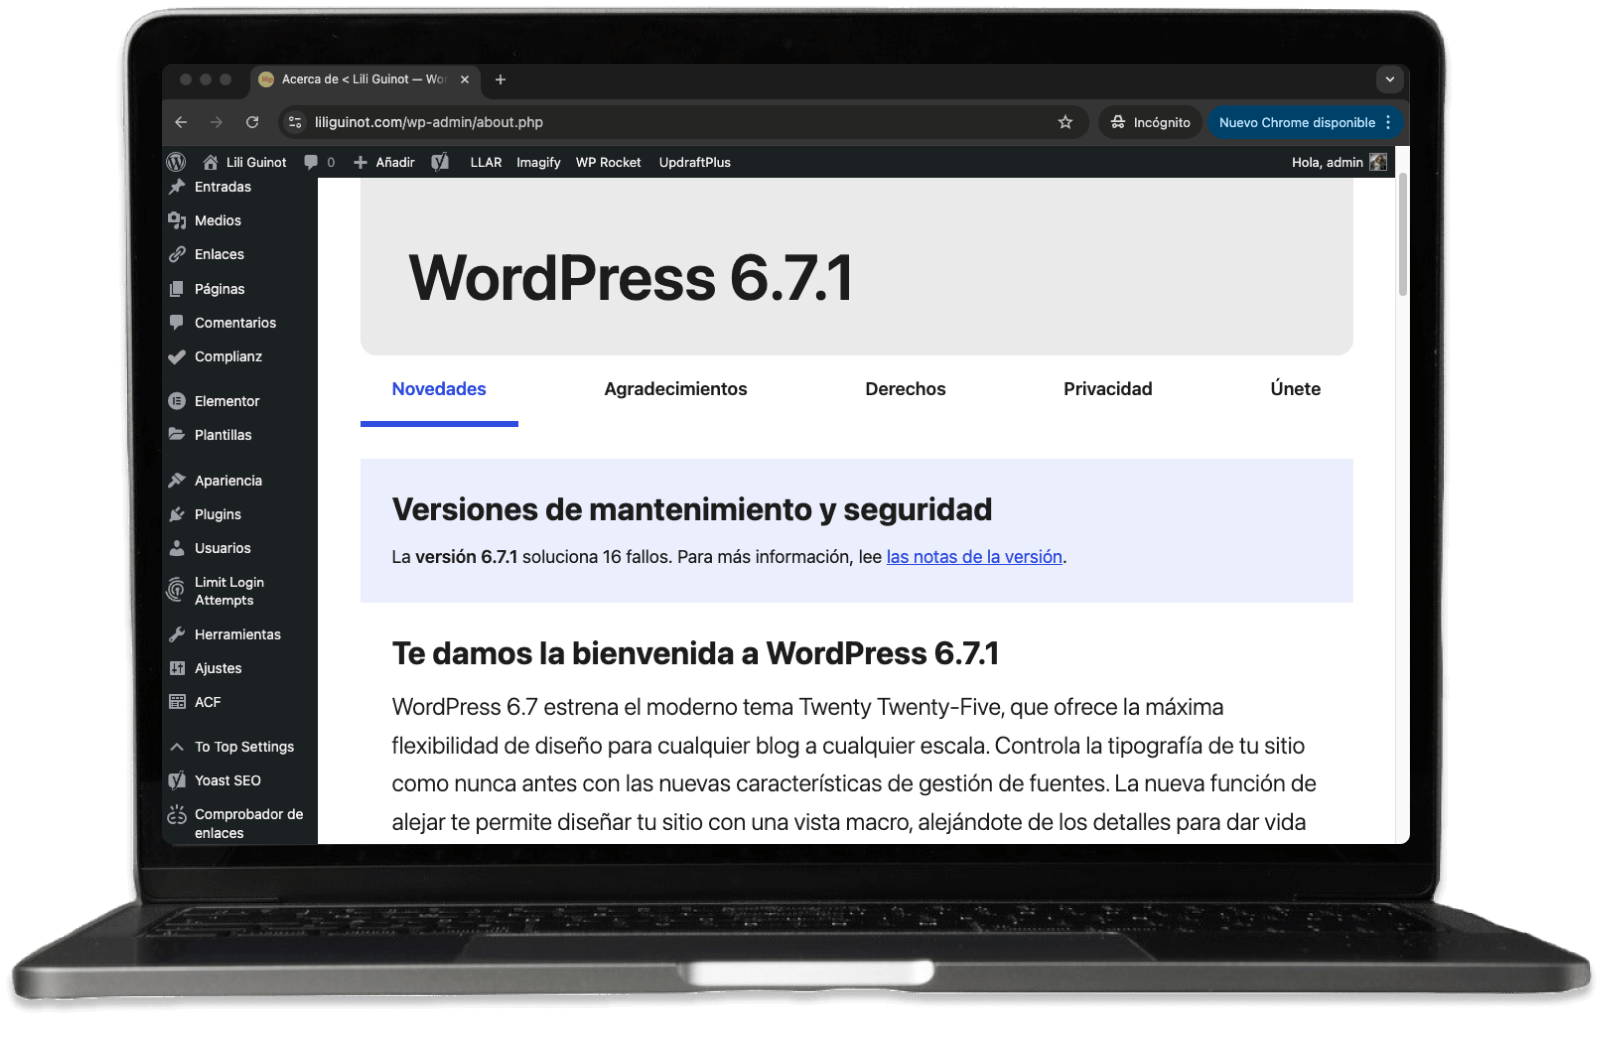 Acerca de < Lili Guinot — Wor
liliguinot.com/wp-admin/about.php
Incógnito
Nuevo Chrome disponible
Lili Guinot
0
Añadir
LLAR
Imagify
WP Rocket
UpdraftPlus
Hola, admin
Entradas
Medios
Enlaces
Páginas
Comentarios
Complianz
Elementor
Plantillas
Apariencia
Plugins
Usuarios
Limit Login
Attempts
Herramientas
Ajustes
ACF
To Top Settings
Yoast SEO
Comprobador de
enlaces
WordPress 6.7.1
Novedades
Agradecimientos
Derechos
Privacidad
Únete
Versiones de mantenimiento y seguridad
La versión 6.7.1 soluciona 16 fallos. Para más información, lee las notas de la versión.
Te damos la bienvenida a WordPress 6.7.1
WordPress 6.7 estrena el moderno tema Twenty Twenty-Five, que ofrece la máxima
flexibilidad de diseño para cualquier blog a cualquier escala. Controla la tipografía de tu sitio
como nunca antes con las nuevas características de gestión de fuentes. La nueva función de
alejar te permite diseñar tu sitio con una vista macro, alejándote de los detalles para dar vida